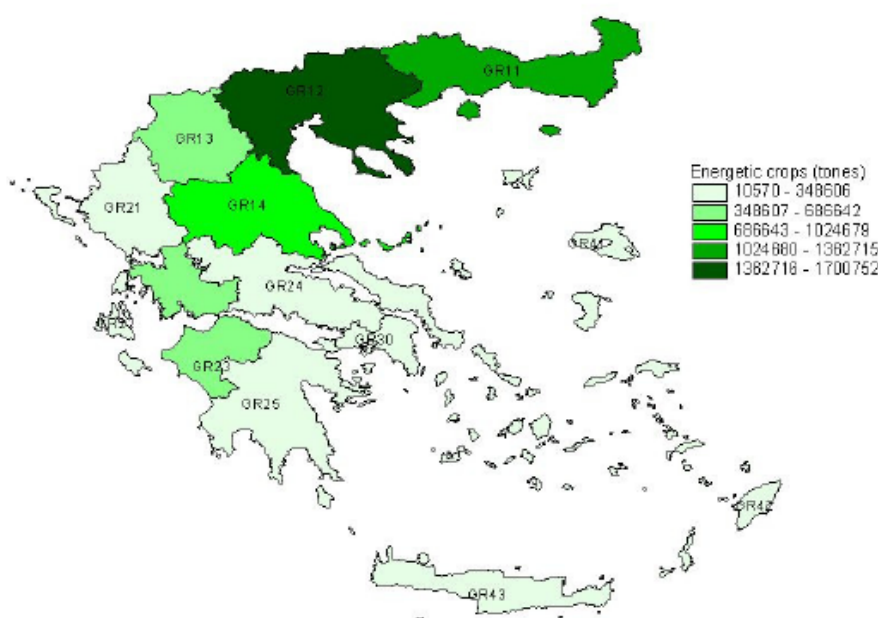 GR11
GR12
GR13
Energetic crops (tones)
10570 - 348606
348607 - 686642
686643 - 1024679
1024680 - 1362715
1362716 - 1700752
GR21
GR14
GR41
GR24
GR30
GR23
GR25
GR42
GR43